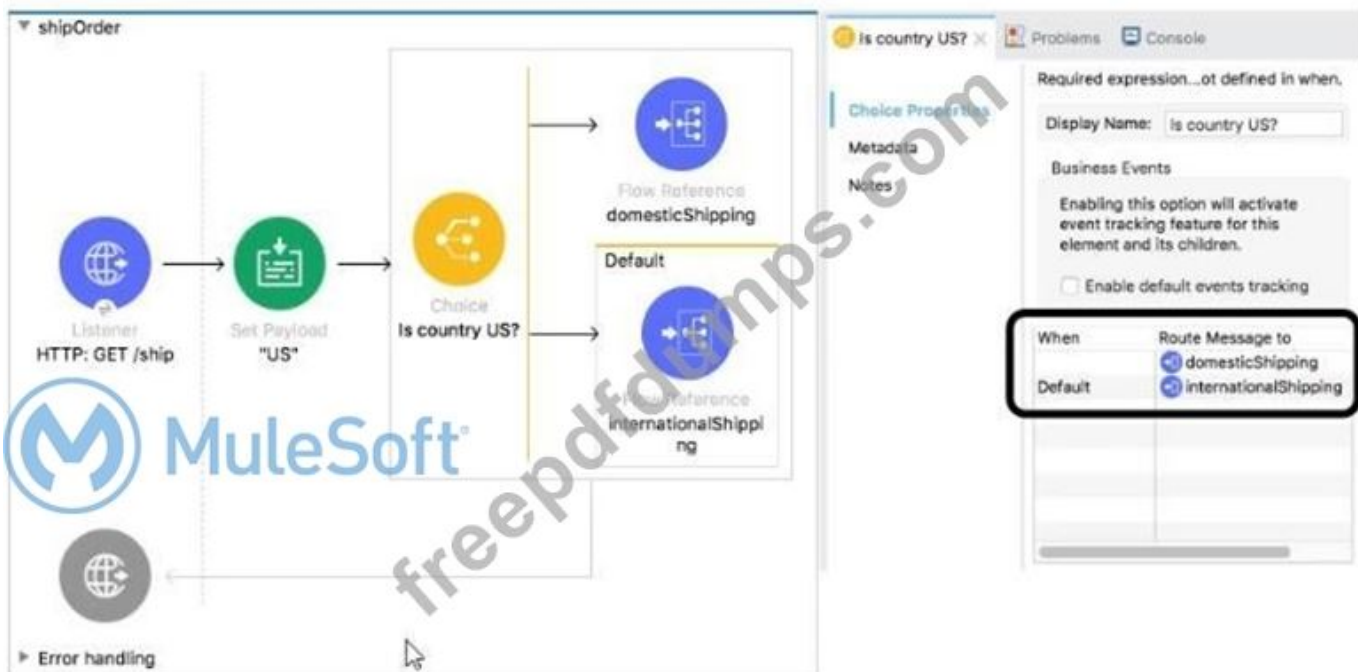 shipOrder
Listener
HTTP: GET /ship
Set Payload
"US"
Choice
Is country US?
Flow Reference
domesticShipping
Default
Flow Reference
internationalShippi
ng
Error handling
MuleSoft
freepdfdumps.com
Is country US?
Problems
Console
Choice Properties
Metadata
Notes
Required expression...ot defined in when.
Display Name: Is country US?
Business Events
Enabling this option will activate
event tracking feature for this
element and its children.
Enable default events tracking
When Route Message to
domesticShipping
Default internationalShipping